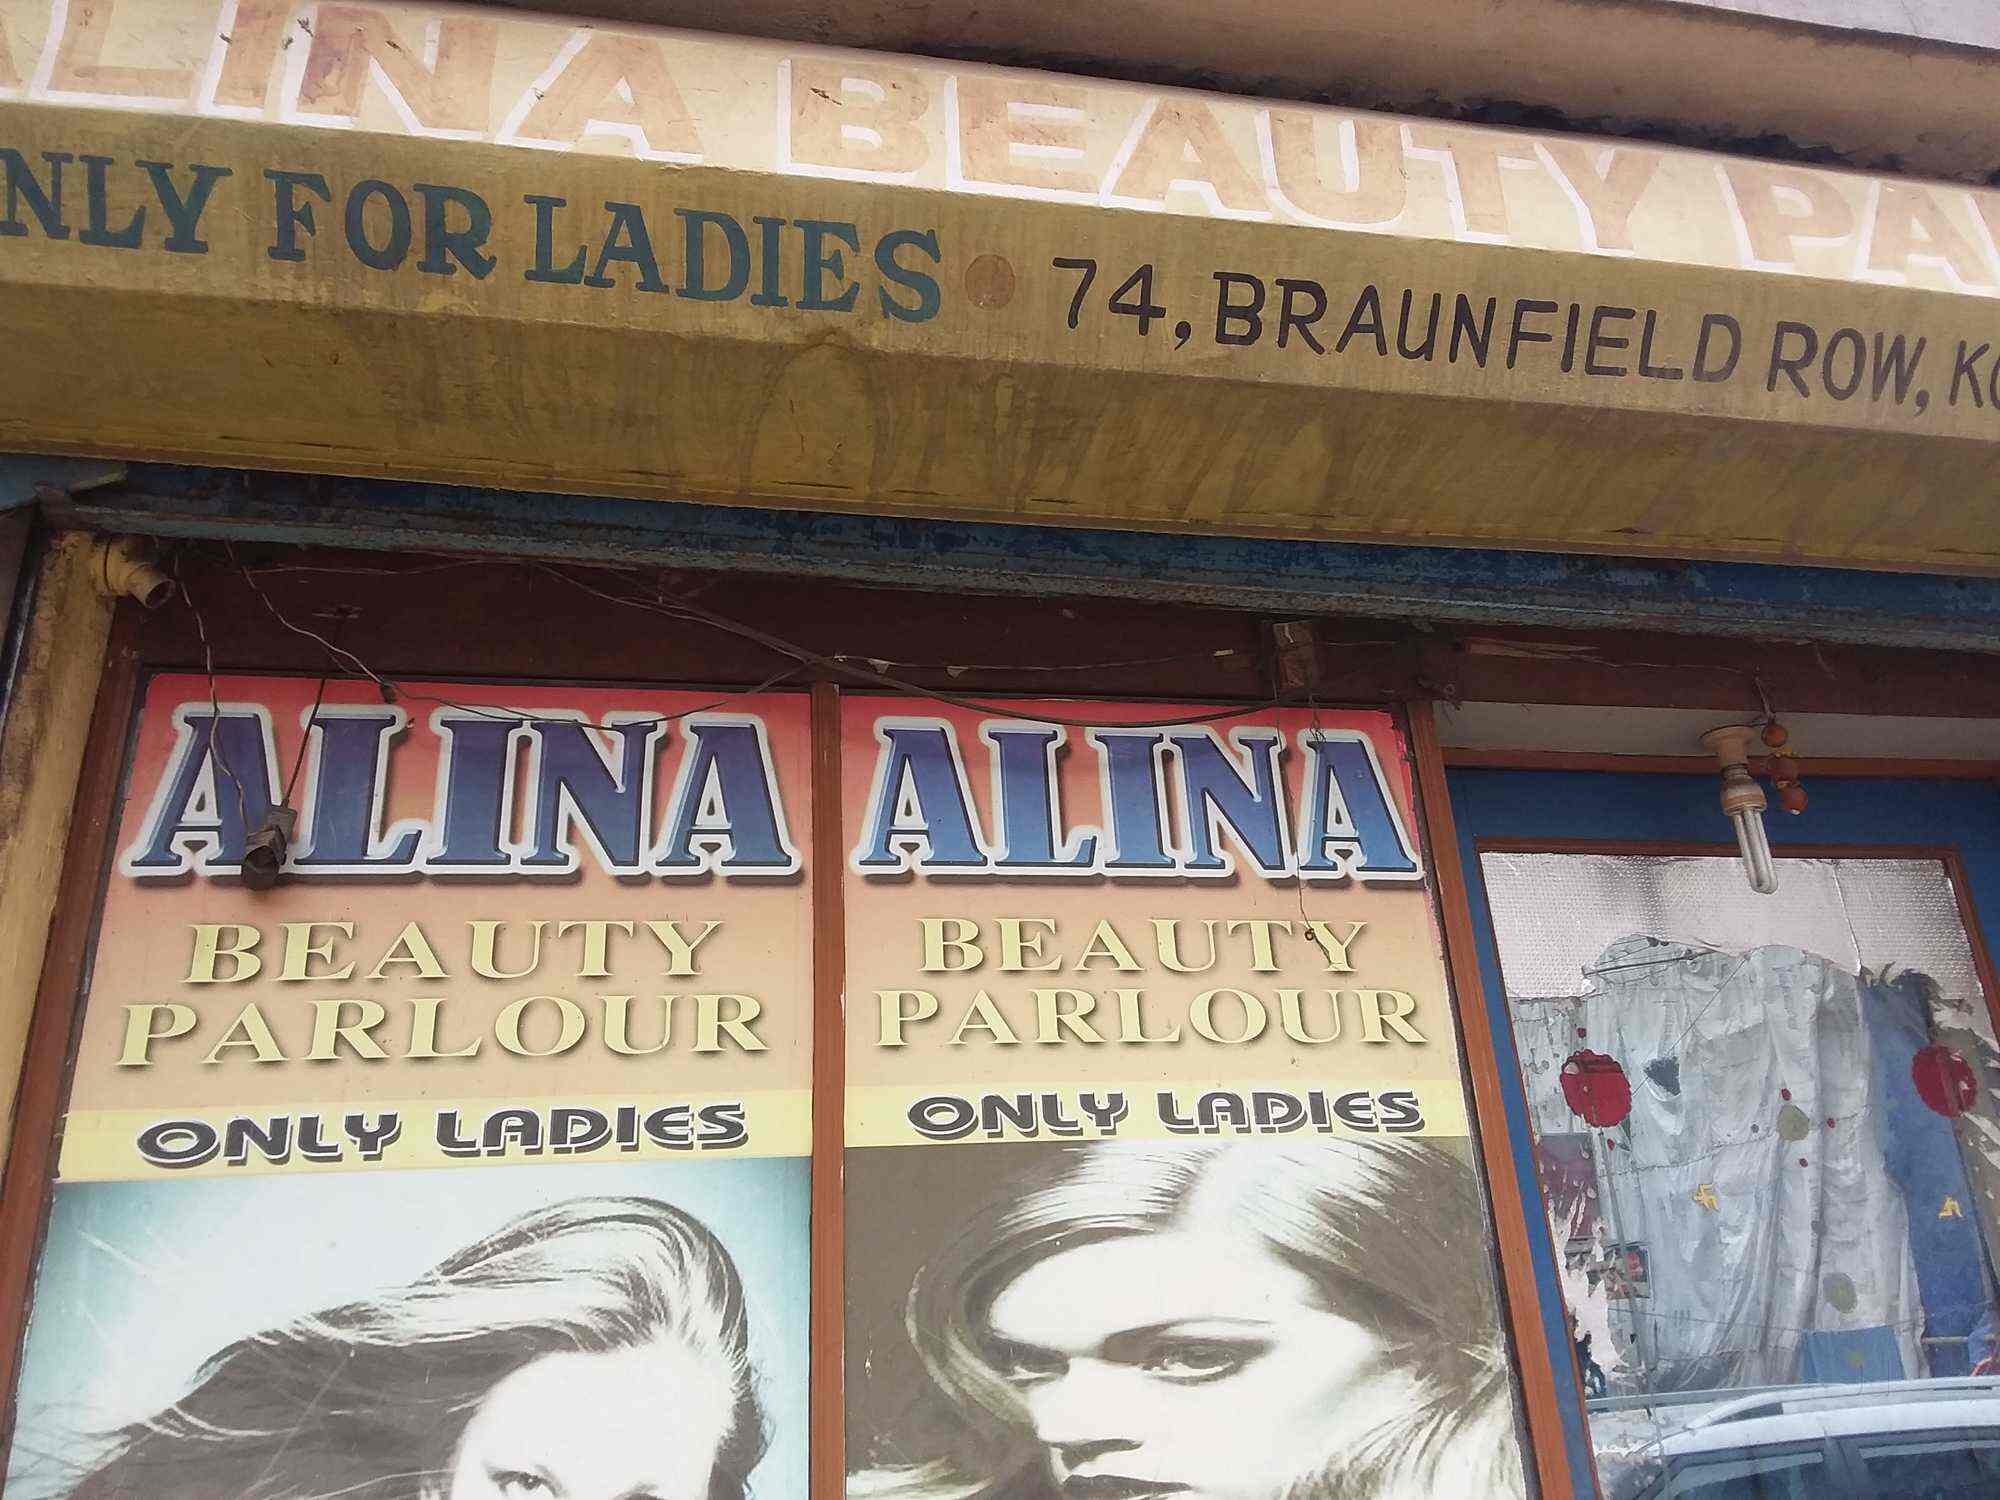 ALINA BEAUTY PA
NLY FOR LADIES • 74, BRAUNFIELD ROW, KO
ALINA
BEAUTY
PARLOUR
ONLY LADIES
ALINA
BEAUTY
PARLOUR
ONLY LADIES